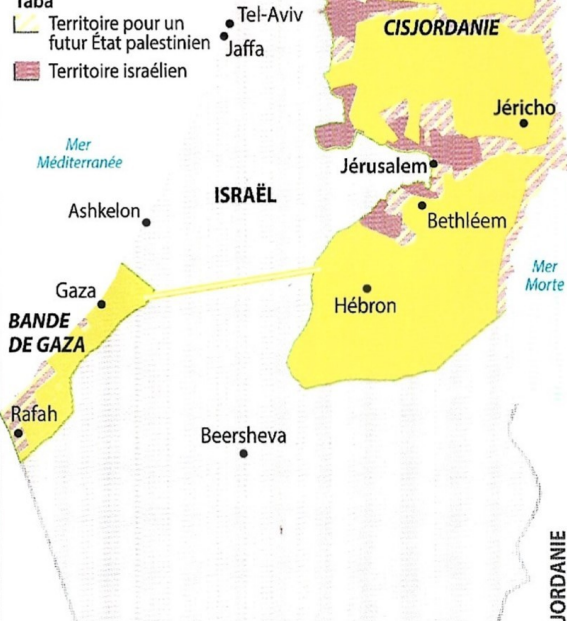 Taba
Territoire pour un
futur État palestinien
Territoire israélien
Tel-Aviv
Jaffa
CISJORDANIE
Jéricho
Mer
Méditerranée
Jérusalem
ISRAËL
Ashkelon
Bethléem
Mer
Morte
Gaza
Hébron
BANDE
DE GAZA
Rafah
Beersheva
JORDANIE